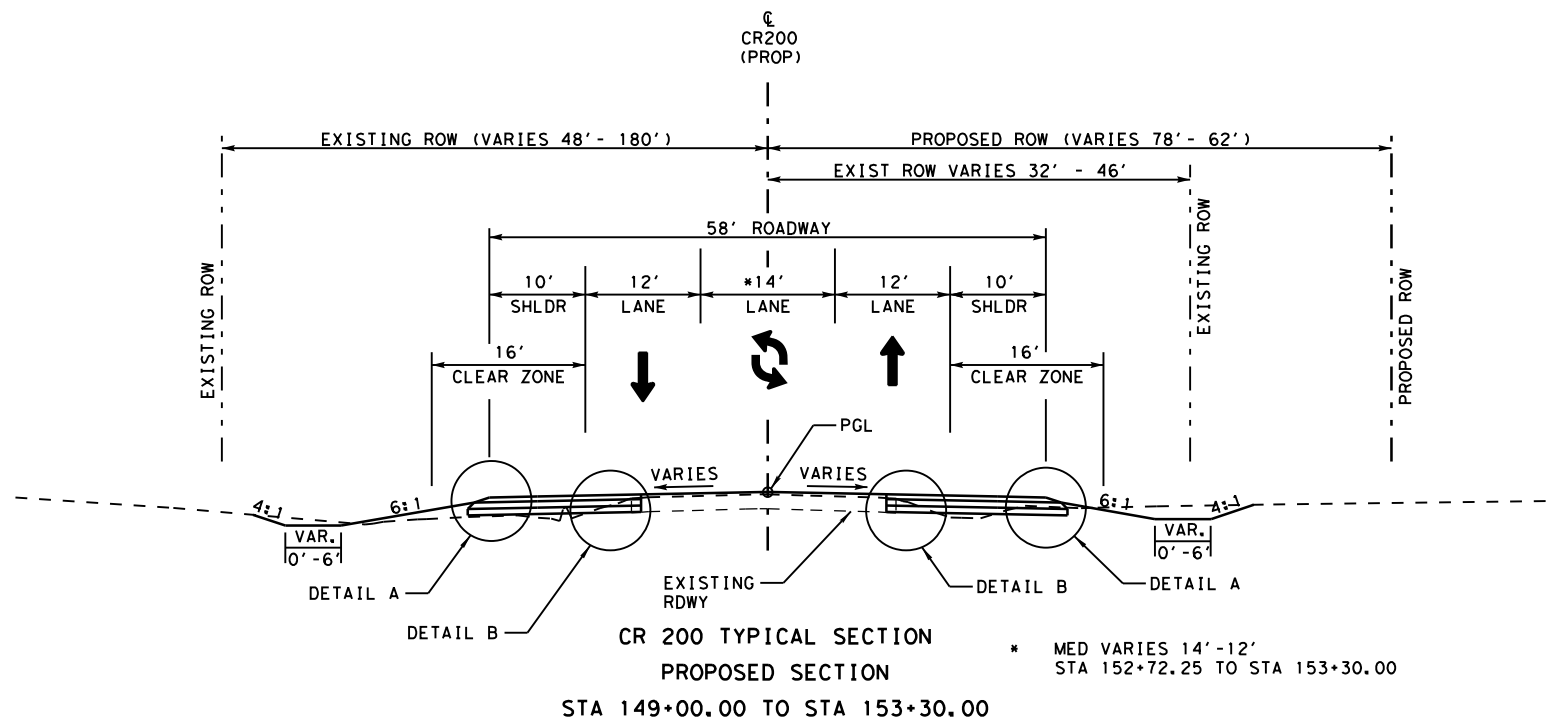 ℄
CR200
(PROP)
EXISTING ROW (VARIES 48'- 180')
PROPOSED ROW (VARIES 78'- 62')
EXIST ROW VARIES 32' - 46'
58' ROADWAY
10'
SHLDR
12'
LANE
*14'
LANE
12'
LANE
10'
SHLDR
16'
CLEAR ZONE
16'
CLEAR ZONE
EXISTING ROW
EXISTING ROW
PROPOSED ROW
PGL
VARIES
VARIES
4:1
6:1
6:1
4:1
VAR.
0'-6'
VAR.
0'-6'
DETAIL A
DETAIL B
EXISTING
RDWY
DETAIL B
DETAIL A
CR 200 TYPICAL SECTION
PROPOSED SECTION
STA 149+00.00 TO STA 153+30.00
* MED VARIES 14'-12'
STA 152+72.25 TO STA 153+30.00